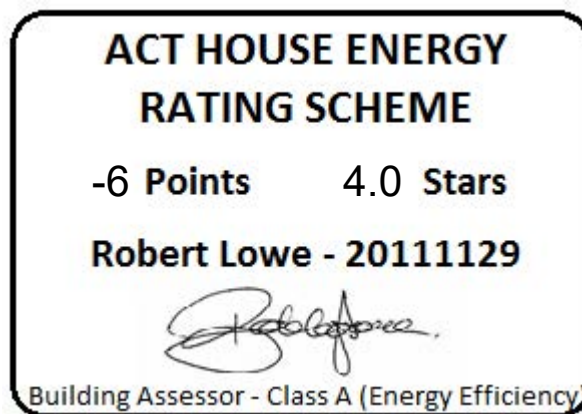 ACT HOUSE ENERGY
RATING SCHEME
-6 Points 4.0 Stars
Robert Lowe - 20111129
Building Assessor - Class A (Energy Efficiency)